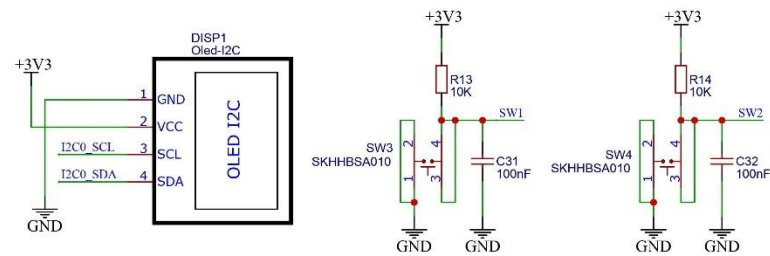 DISP1
Oled-I2C
+3V3
1 GND
2 VCC
I2C0_SCL 3 SCL
I2C0_SDA 4 SDA
OLED I2C
GND
+3V3
R13
10K
SW1
SW3
SKHHBSA010
2 4
1 3
C31
100nF
GND GND
+3V3
R14
10K
SW2
SW4
SKHHBSA010
2 4
1 3
C32
100nF
GND GND